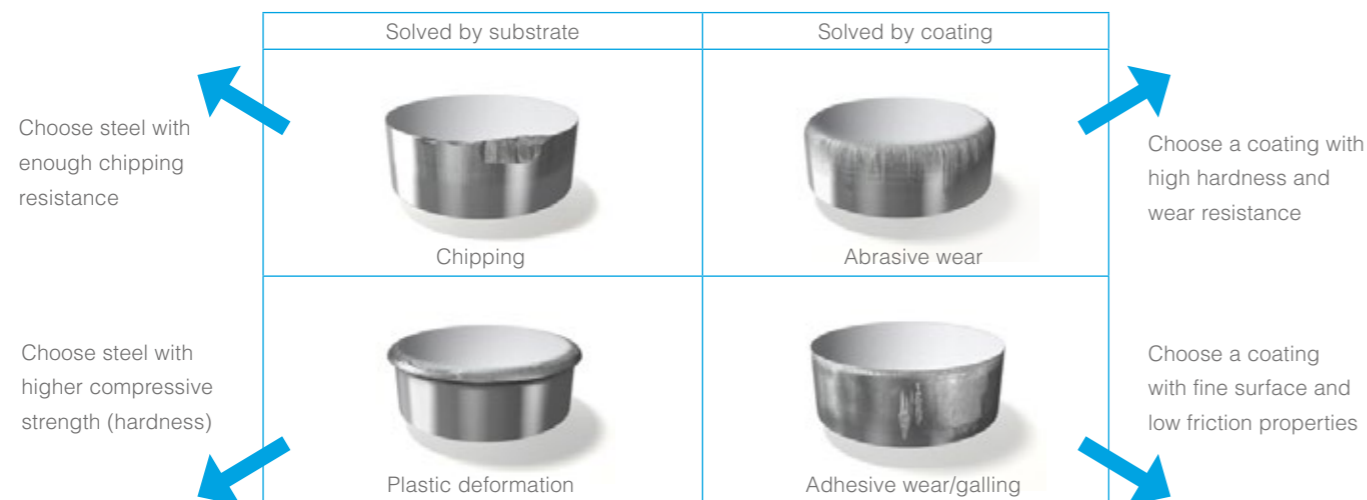 Solved by substrate
Solved by coating
Choose steel with
enough chipping
resistance
Chipping
Abrasive wear
Choose a coating with
high hardness and
wear resistance
Choose steel with
higher compressive
strength (hardness)
Plastic deformation
Adhesive wear/galling
Choose a coating
with fine surface and
low friction properties